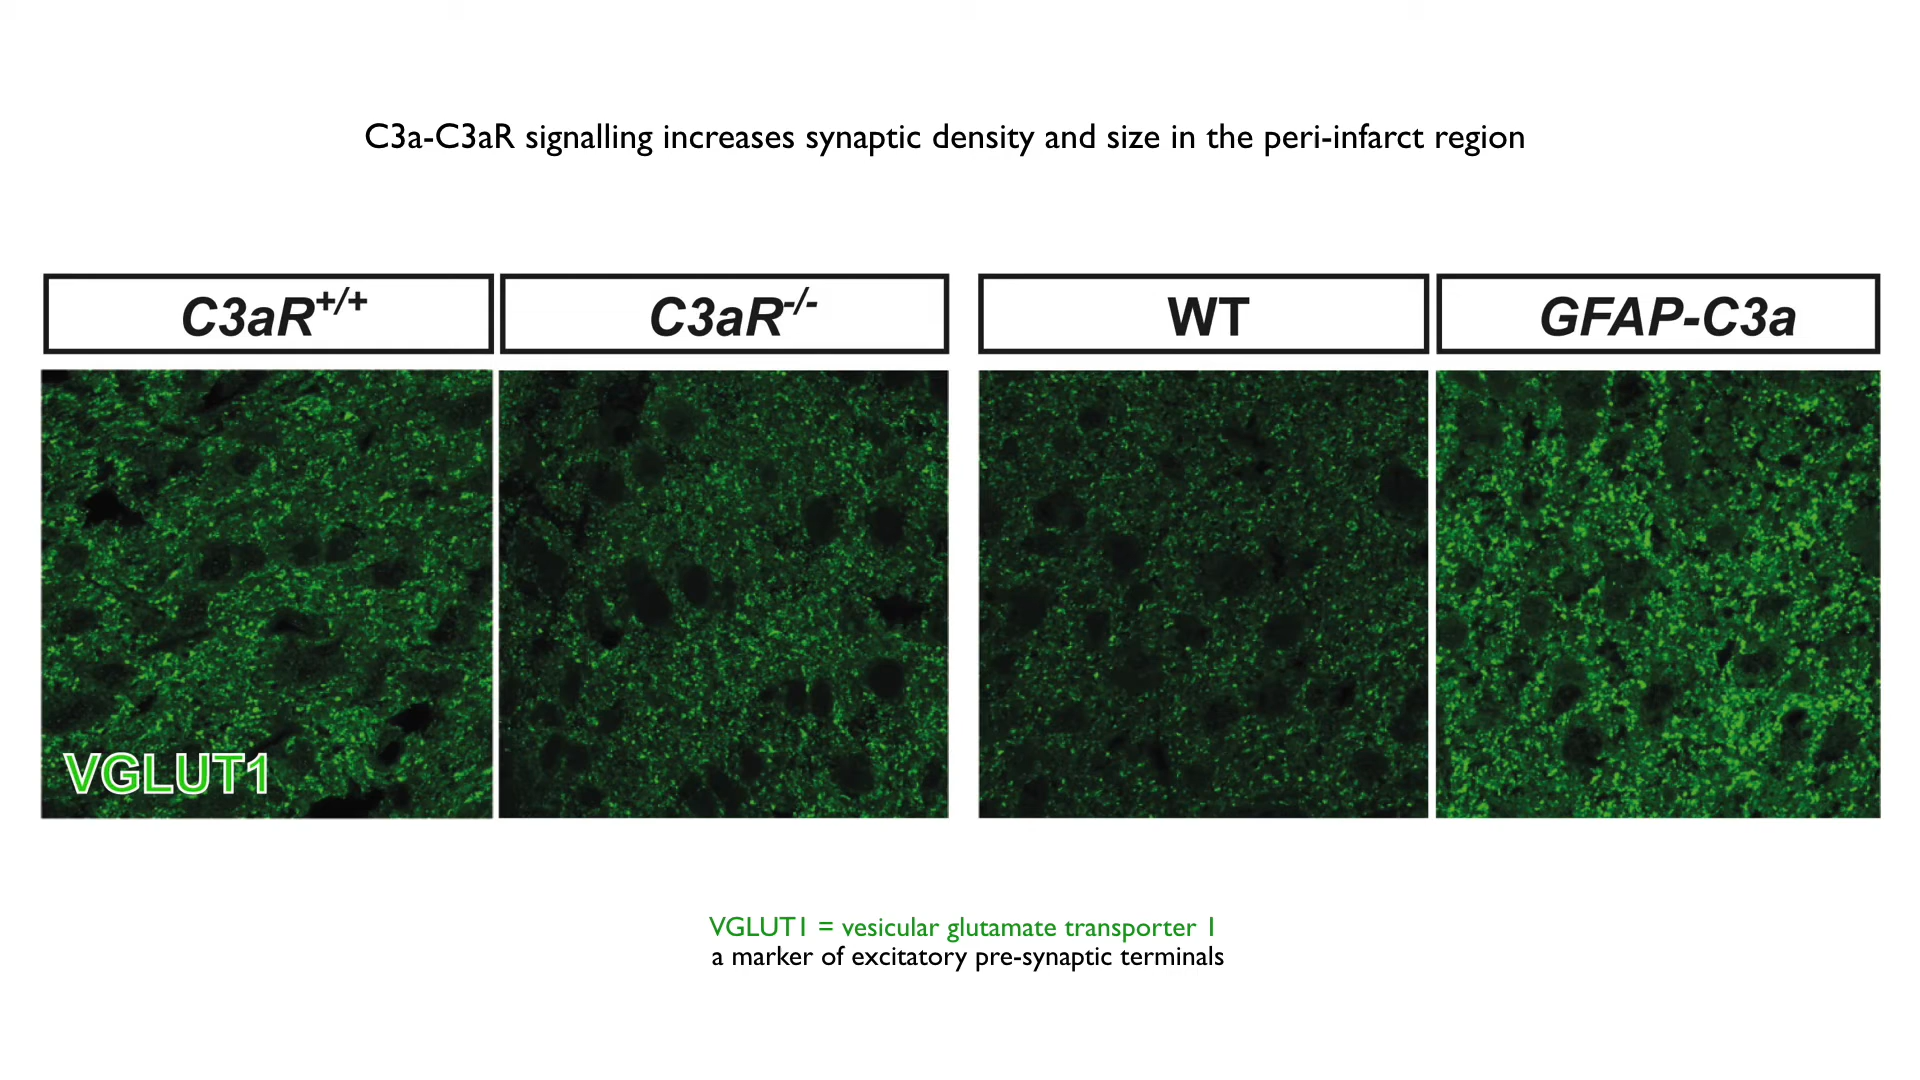 C3a-C3aR signalling increases synaptic density and size in the peri-infarct region
C3aR+/+
C3aR-/-
WT
GFAP-C3a
VGLUT1
VGLUT1 = vesicular glutamate transporter 1
a marker of excitatory pre-synaptic terminals